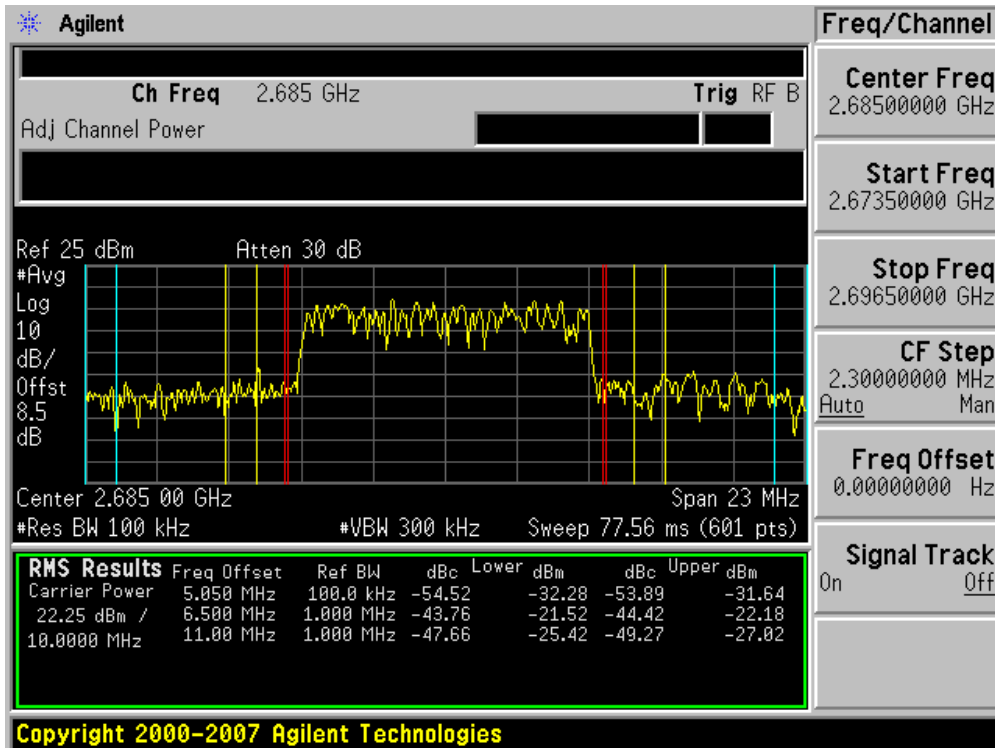 Agilent
Freq/Channel
Ch Freq 2.685 GHz Trig RF B
Adj Channel Power
Center Freq
2.68500000 GHz
Start Freq
2.67350000 GHz
Stop Freq
2.69650000 GHz
CF Step
2.30000000 MHz
Auto Man
Freq Offset
0.00000000 Hz
Signal Track
On Off
Ref 25 dBm Atten 30 dB
#Avg
Log
10
dB/
Offst
8.5
dB
Center 2.685 00 GHz Span 23 MHz
#Res BW 100 kHz #VBW 300 kHz Sweep 77.56 ms (601 pts)
RMS Results Freq Offset Ref BW dBc Lower dBm dBc Upper dBm
Carrier Power 5.050 MHz 100.0 kHz -54.52 -32.28 -53.89 -31.64
22.25 dBm / 6.500 MHz 1.000 MHz -43.76 -21.52 -44.42 -22.18
10.0000 MHz 11.00 MHz 1.000 MHz -47.66 -25.42 -49.27 -27.02
Copyright 2000-2007 Agilent Technologies